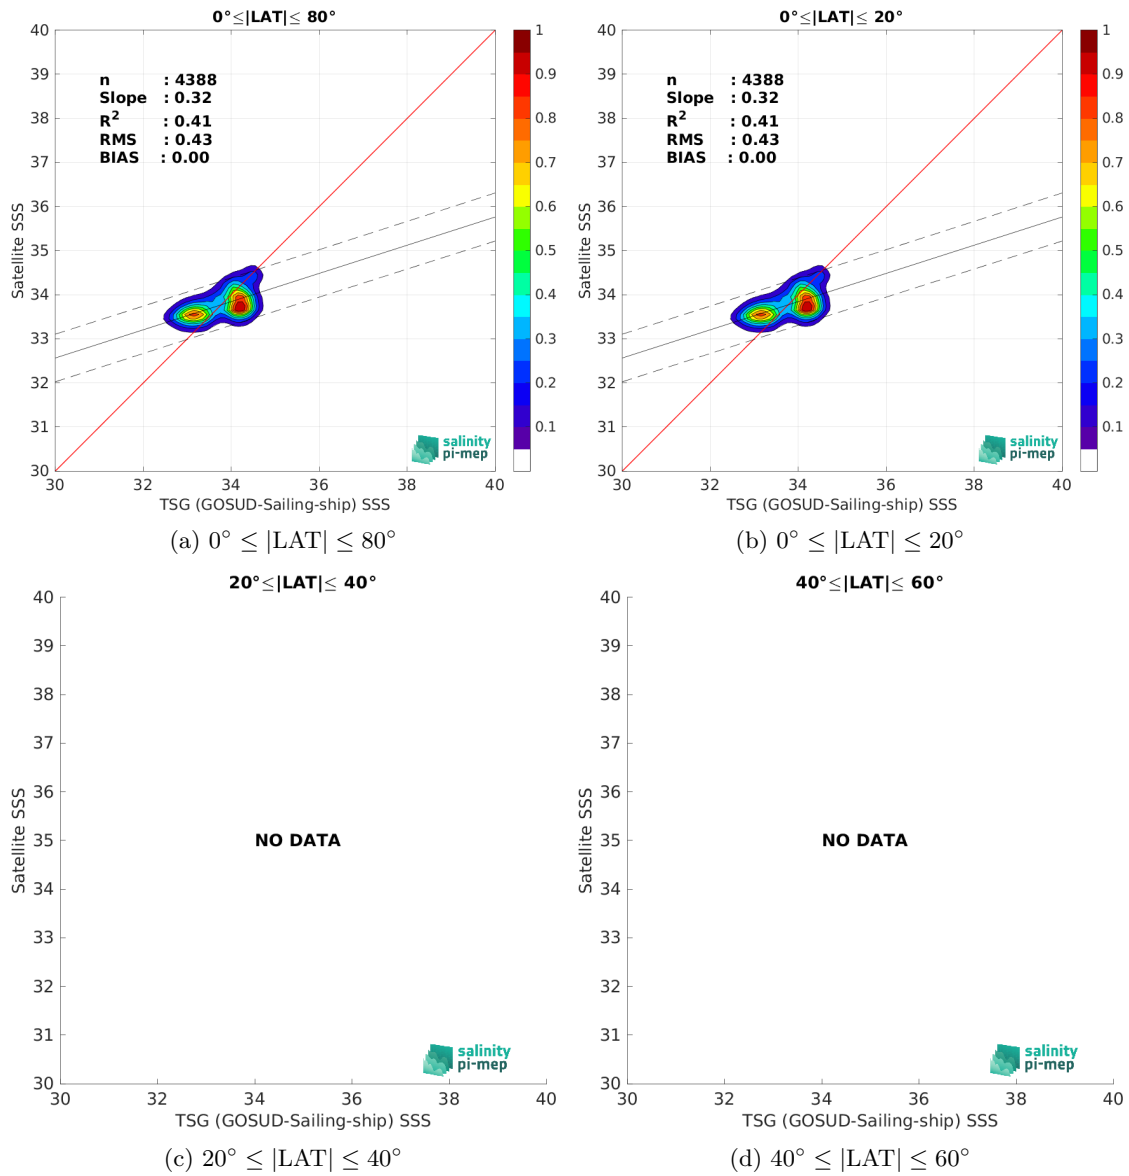 0°≤|LAT|≤ 80°
40
39
38
37
36
35
34
33
32
31
30
Satellite SSS
n : 4388
Slope : 0.32
R² : 0.41
RMS : 0.43
BIAS : 0.00
1
0.9
0.8
0.7
0.6
0.5
0.4
0.3
0.2
0.1
salinity
pi-mep
30 32 34 36 38 40
TSG (GOSUD-Sailing-ship) SSS
(a) 0° ≤ |LAT| ≤ 80°
0°≤|LAT|≤ 20°
40
39
38
37
36
35
34
33
32
31
30
Satellite SSS
n : 4388
Slope : 0.32
R² : 0.41
RMS : 0.43
BIAS : 0.00
1
0.9
0.8
0.7
0.6
0.5
0.4
0.3
0.2
0.1
salinity
pi-mep
30 32 34 36 38 40
TSG (GOSUD-Sailing-ship) SSS
(b) 0° ≤ |LAT| ≤ 20°
20°≤|LAT|≤ 40°
40
39
38
37
36
35
34
33
32
31
30
Satellite SSS
NO DATA
salinity
pi-mep
30 32 34 36 38 40
TSG (GOSUD-Sailing-ship) SSS
(c) 20° ≤ |LAT| ≤ 40°
40°≤|LAT|≤ 60°
40
39
38
37
36
35
34
33
32
31
30
Satellite SSS
NO DATA
salinity
pi-mep
30 32 34 36 38 40
TSG (GOSUD-Sailing-ship) SSS
(d) 40° ≤ |LAT| ≤ 60°